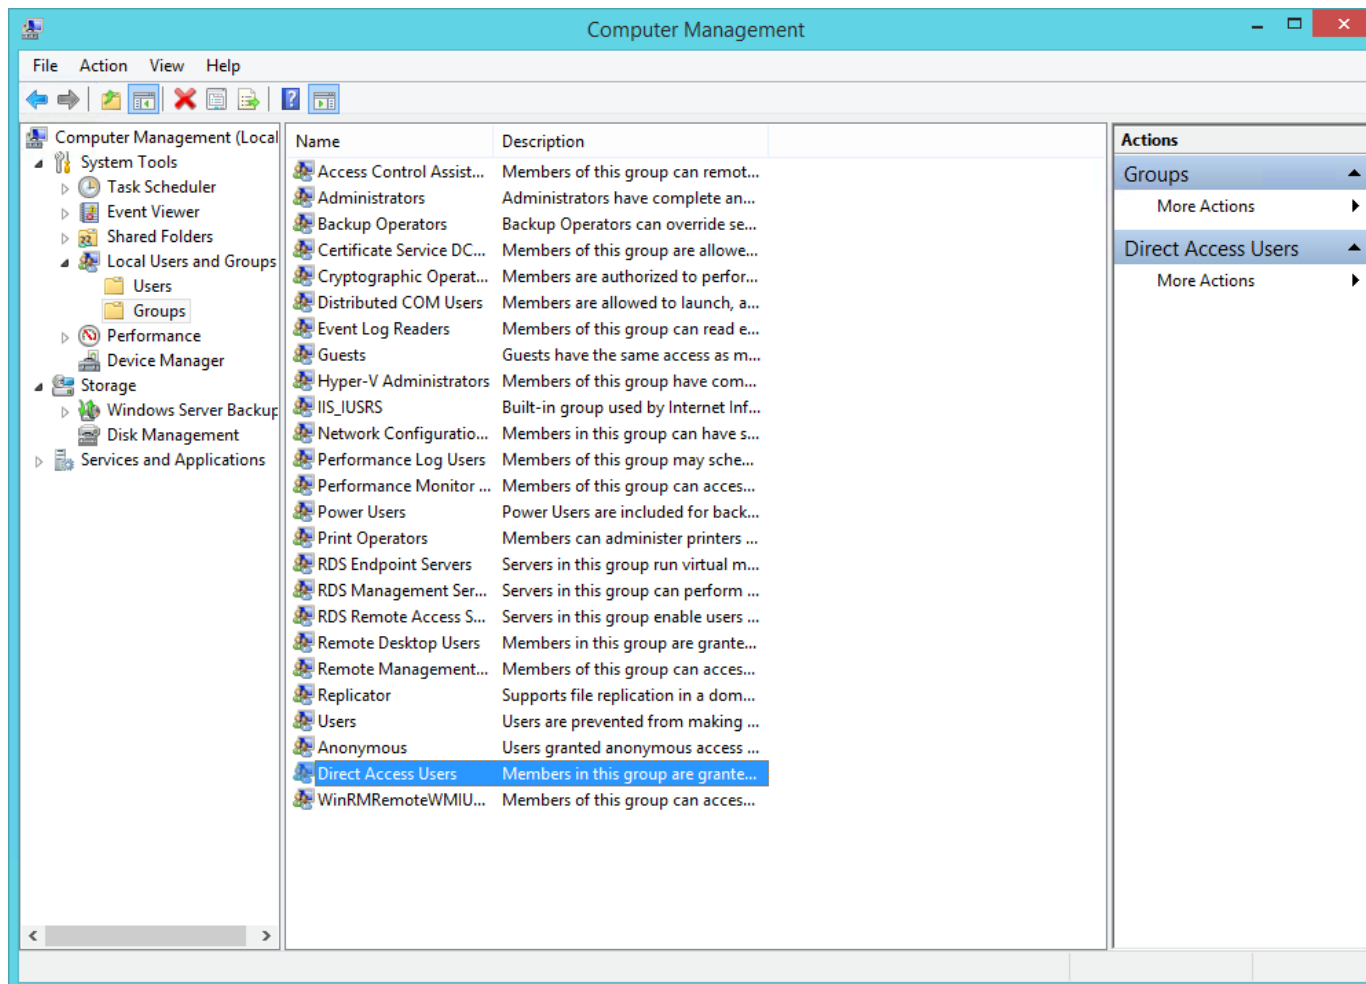 Computer Management
File Action View Help
Computer Management (Local
System Tools
Task Scheduler
Event Viewer
Shared Folders
Local Users and Groups
Users
Groups
Performance
Device Manager
Storage
Windows Server Backup
Disk Management
Services and Applications
Name Description
Access Control Assist... Members of this group can remot...
Administrators Administrators have complete an...
Backup Operators Backup Operators can override se...
Certificate Service DC... Members of this group are allowe...
Cryptographic Operat... Members are authorized to perfor...
Distributed COM Users Members are allowed to launch, a...
Event Log Readers Members of this group can read e...
Guests Guests have the same access as m...
Hyper-V Administrators Members of this group have com...
IIS_IUSRS Built-in group used by Internet Inf...
Network Configuratio... Members in this group can have s...
Performance Log Users Members of this group may sche...
Performance Monitor ... Members of this group can acces...
Power Users Power Users are included for back...
Print Operators Members can administer printers ...
RDS Endpoint Servers Servers in this group run virtual m...
RDS Management Ser... Servers in this group can perform ...
RDS Remote Access S... Servers in this group enable users ...
Remote Desktop Users Members in this group are grante...
Remote Management... Members of this group can acces...
Replicator Supports file replication in a dom...
Users Users are prevented from making ...
Anonymous Users granted anonymous access ...
Direct Access Users Members in this group are grante...
WinRMRemoteWMIU... Members of this group can acces...
Actions
Groups
More Actions
Direct Access Users
More Actions